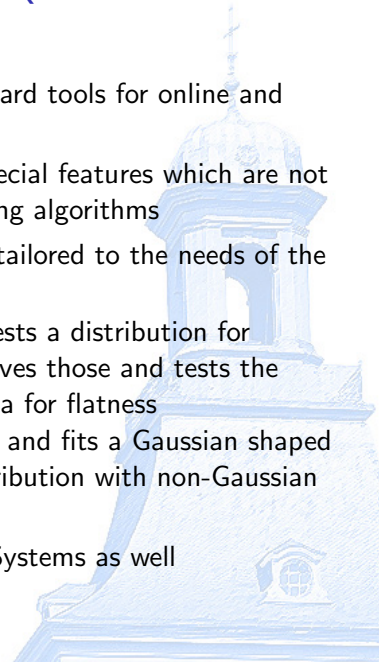 ard tools for online and
ecial features which are not
ng algorithms
tailored to the needs of the
ests a distribution for
ves those and tests the
a for flatness
and fits a Gaussian shaped
ribution with non-Gaussian
Systems as well